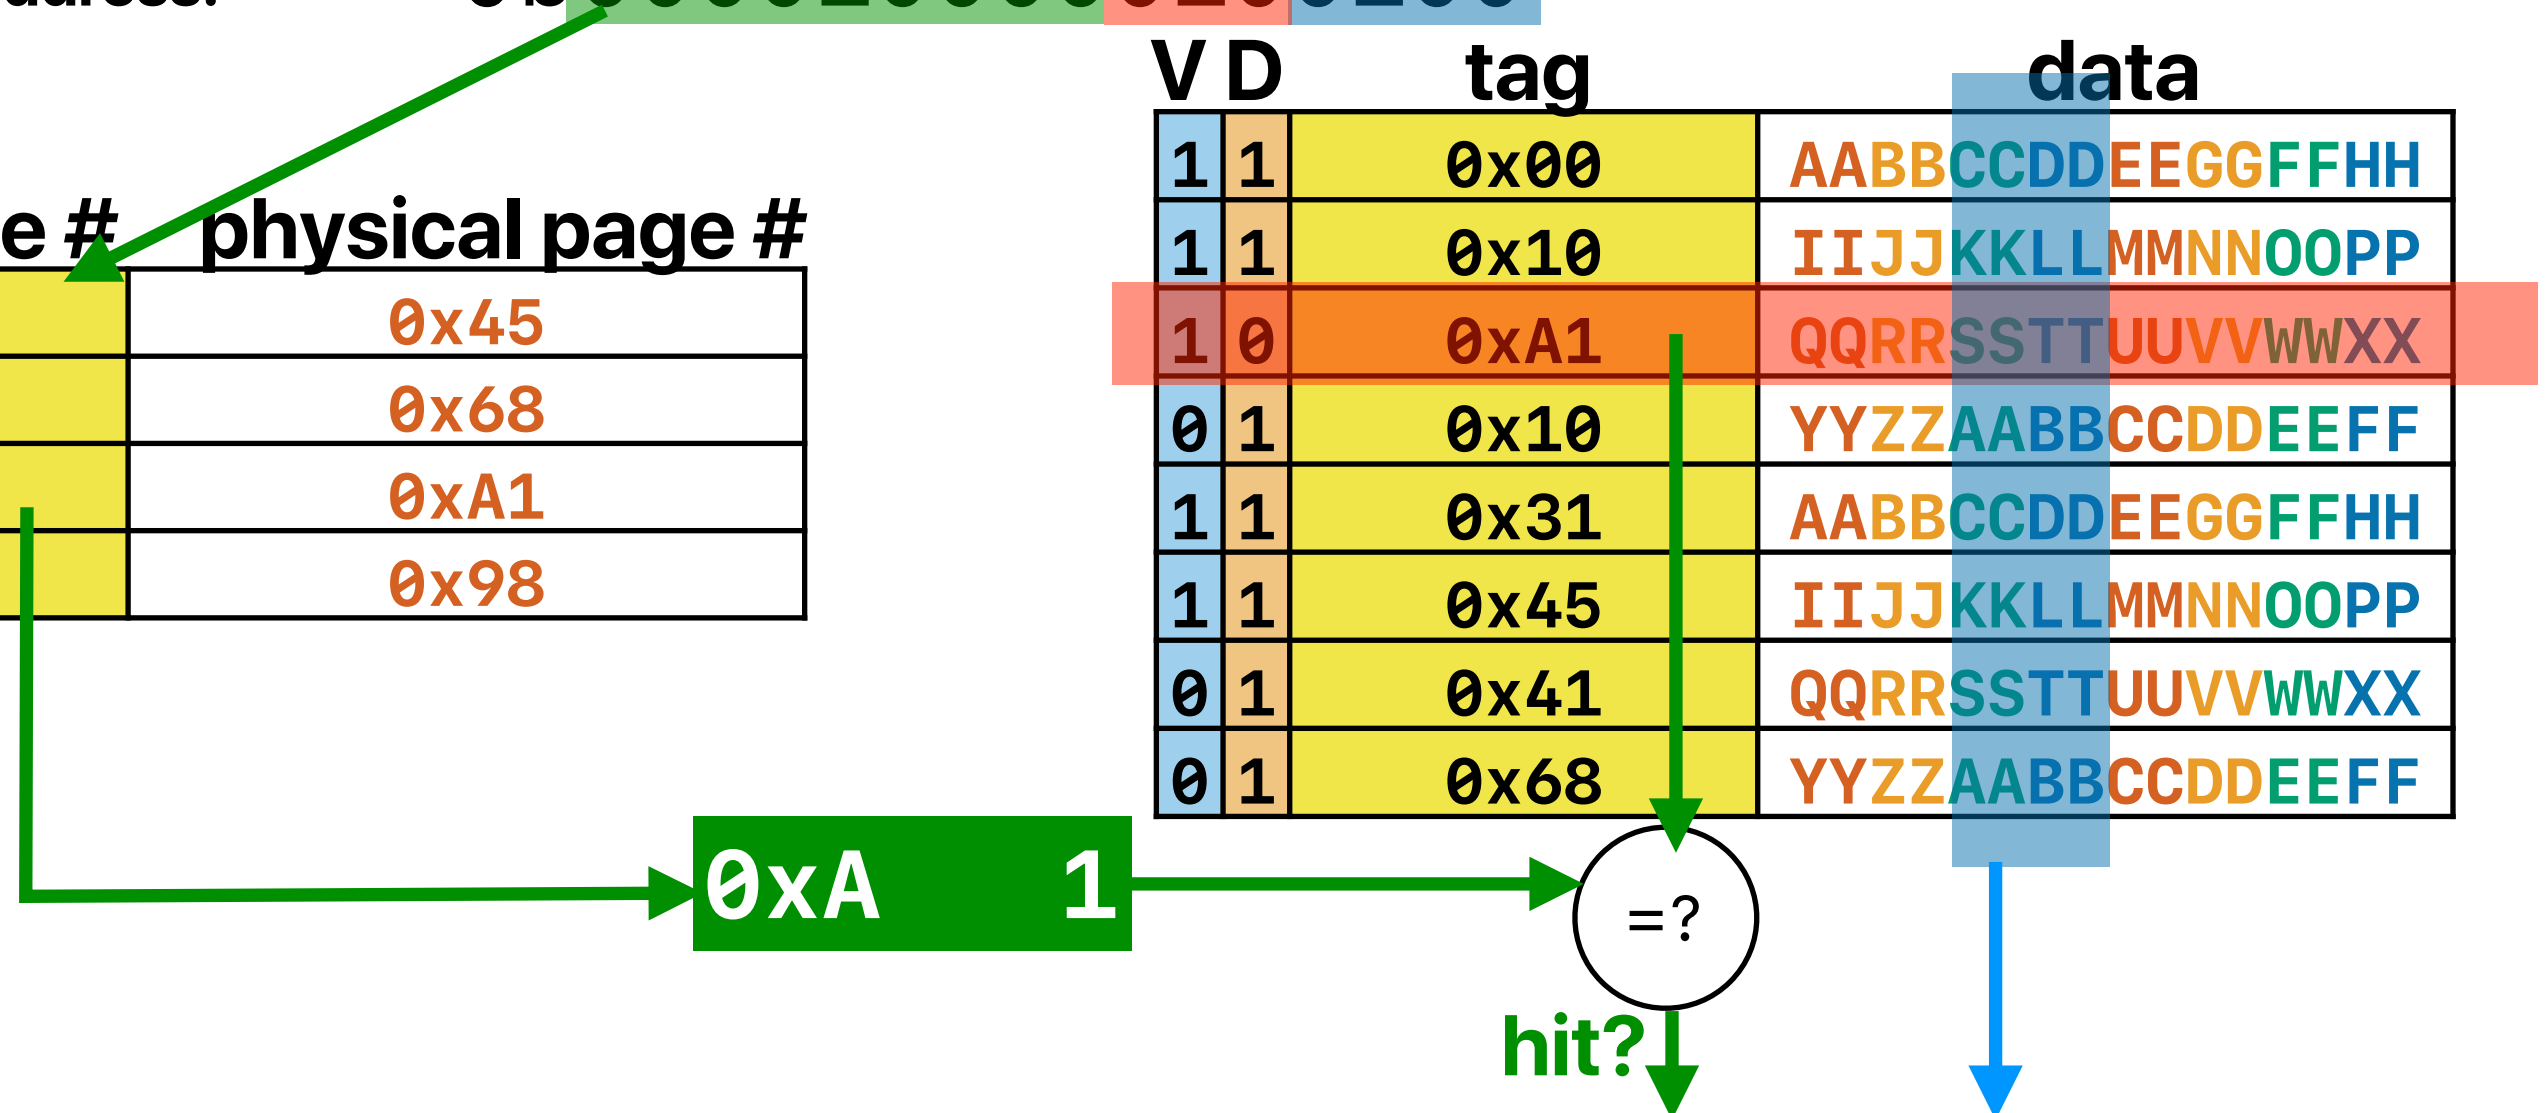 V D tag data
1 1 0x00 AABBCCDDEEGGFFHH
1 1 0x10 IIJJKKLLMMNNOOPP
1 0 0xA1 QQRRSSTTUUVVWWXX
0 1 0x10 YYZZAABBCCDDEEFF
1 1 0x31 AABBCCDDEEGGFFHH
1 1 0x45 IIJJKKLLMMNNOOPP
0 1 0x41 QQRRSSTTUUVVWWXX
0 1 0x68 YYZZAABBCCDDEEFF
e # physical page #
0x45
0x68
0xA1
0x98
0xA 1
=?
hit?